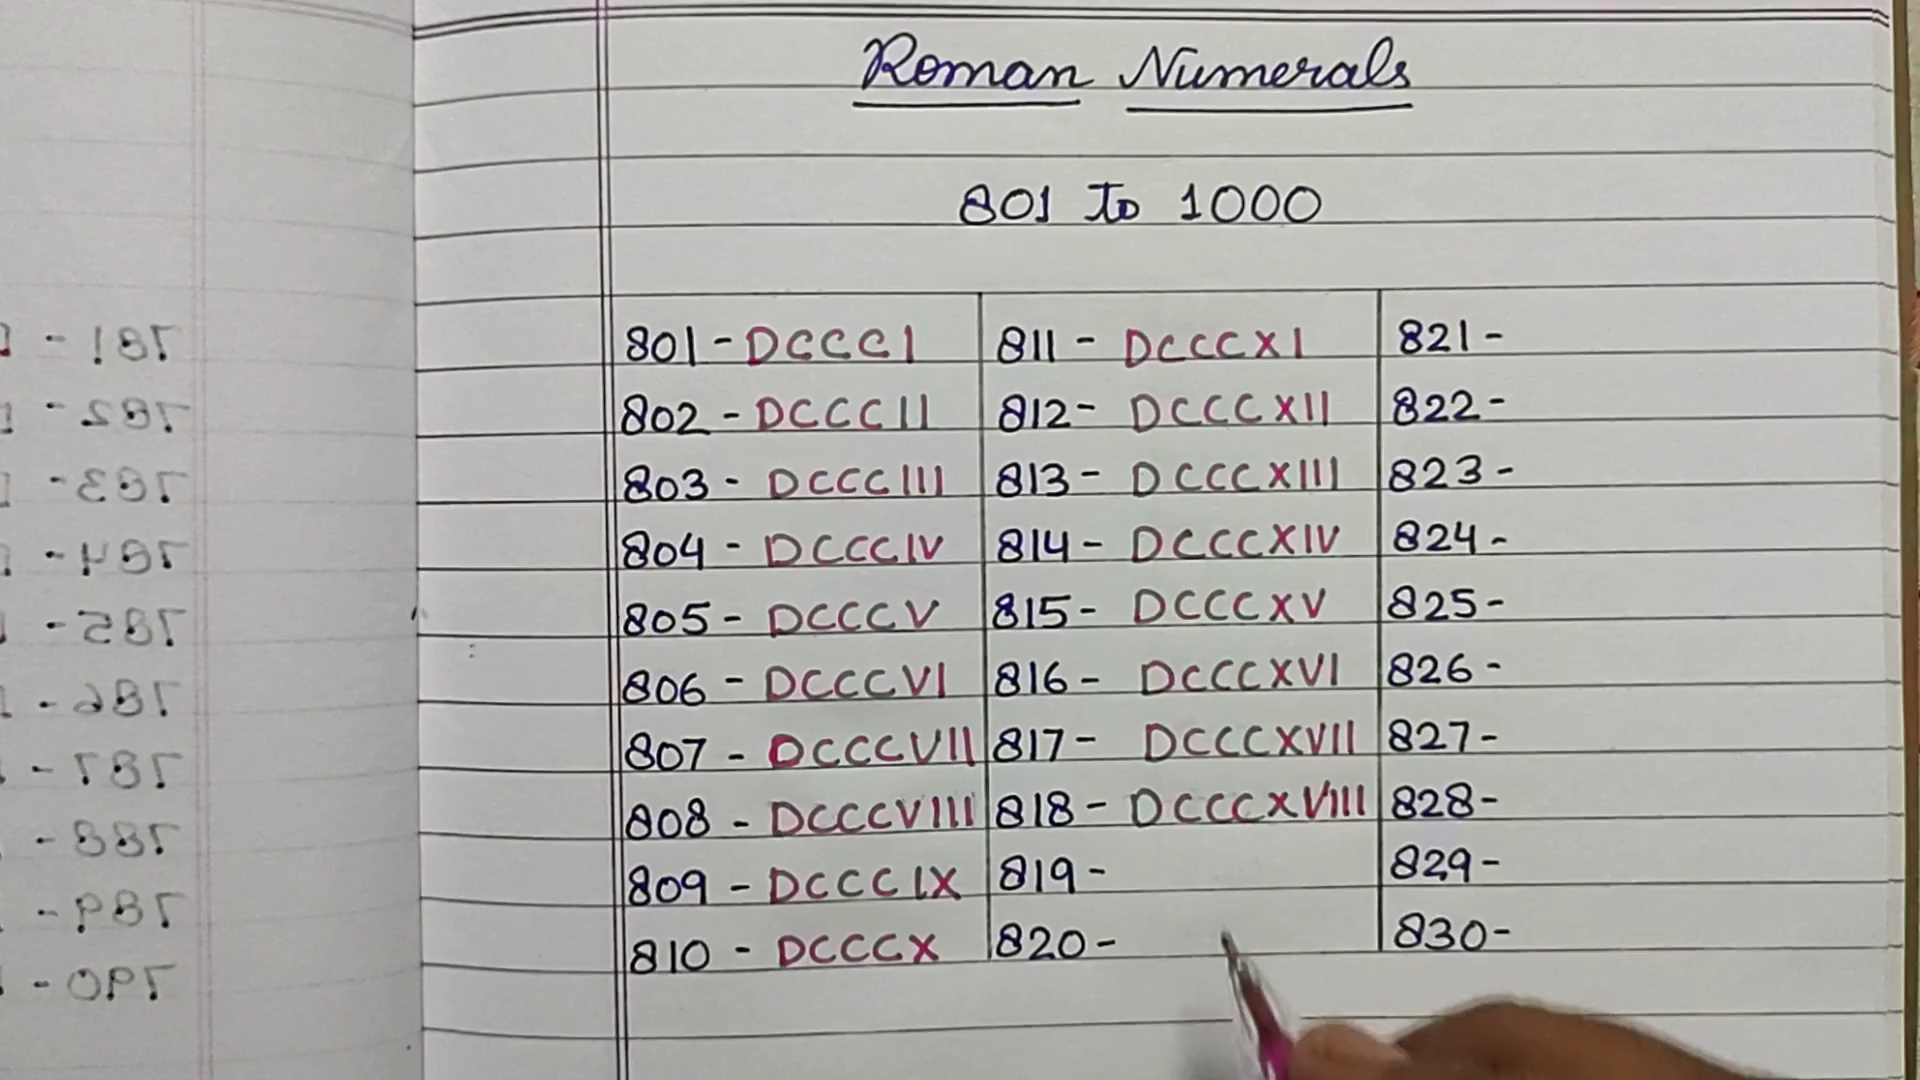 Roman Numerals
801 To 1000
801 - DCCCI
802 - DCCCII
803 - DCCCIII
804 - DCCCIV
805 - DCCCV
806 - DCCCVI
807 - DCCCVII
808 - DCCCVIII
809 - DCCCIX
810 - DCCCX
811 - DCCCXI
812 - DCCCXII
813 - DCCCXIII
814 - DCCCXIV
815 - DCCCXV
816 - DCCCXVI
817 - DCCCXVII
818 - DCCCXVIII
819 -
820 -
821 -
822 -
823 -
824 -
825 -
826 -
827 -
828 -
829 -
830 -